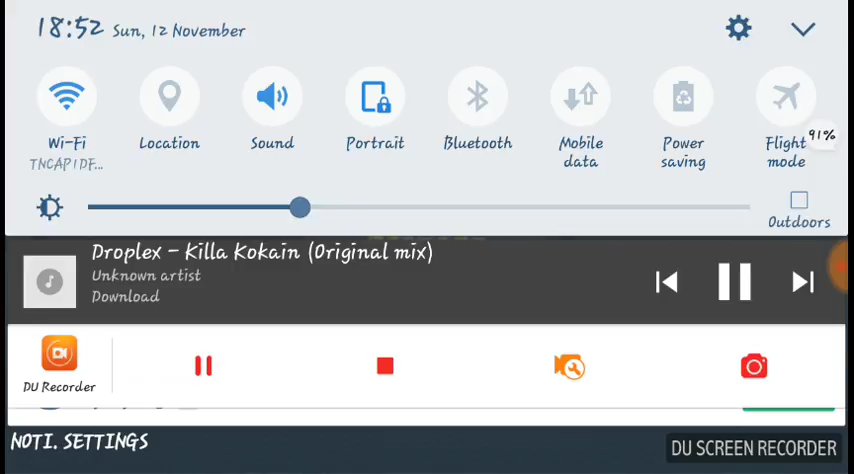 18:52 Sun, 12 November
Wi-Fi
TNCAP1DF...
Location
Sound
Portrait
Bluetooth
Mobile
data
Power
saving
Flight
mode
91%
Outdoors
Droplex - Killa Kokain (Original mix)
Unknown artist
Download
DU Recorder
NOTI. SETTINGS
DU SCREEN RECORDER